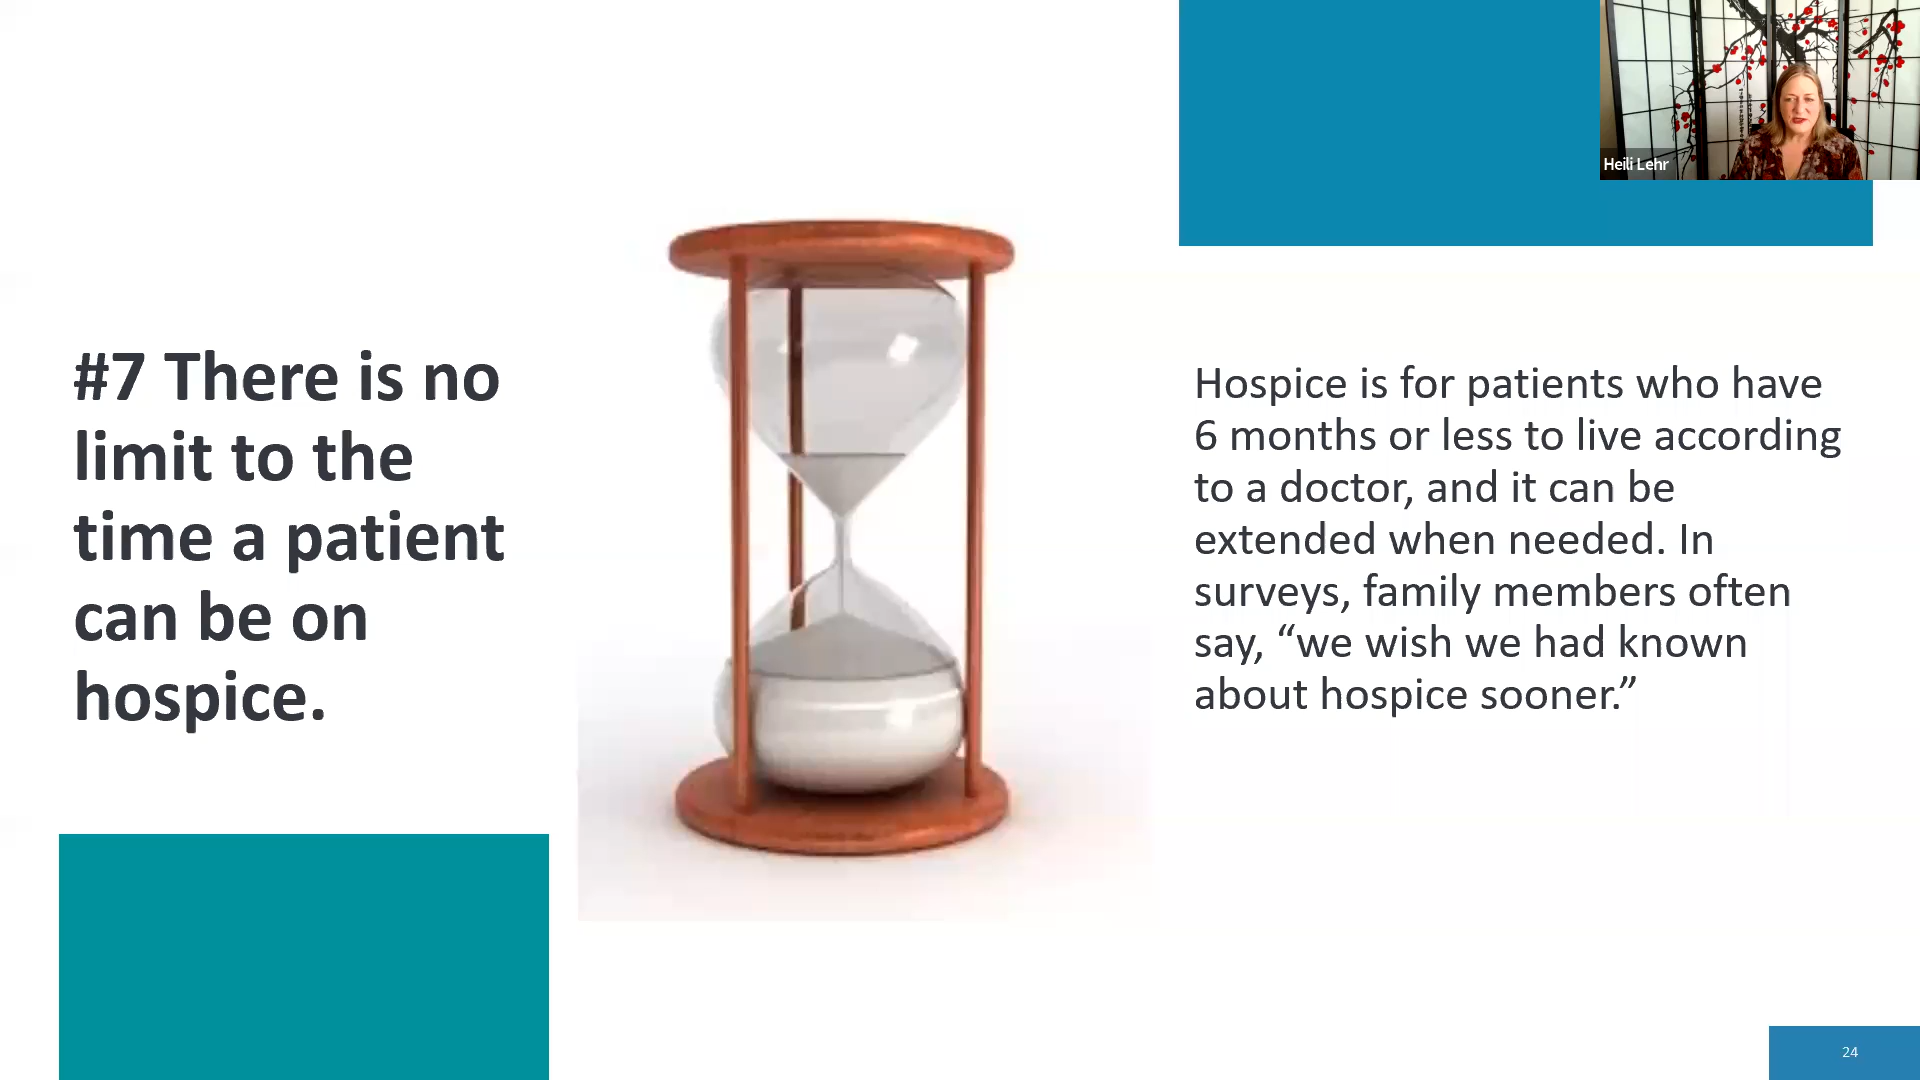 Heili Lehr
#7 There is no
limit to the
time a patient
can be on
hospice.
Hospice is for patients who have
6 months or less to live according
to a doctor, and it can be
extended when needed. In
surveys, family members often
say, “we wish we had known
about hospice sooner.”
24